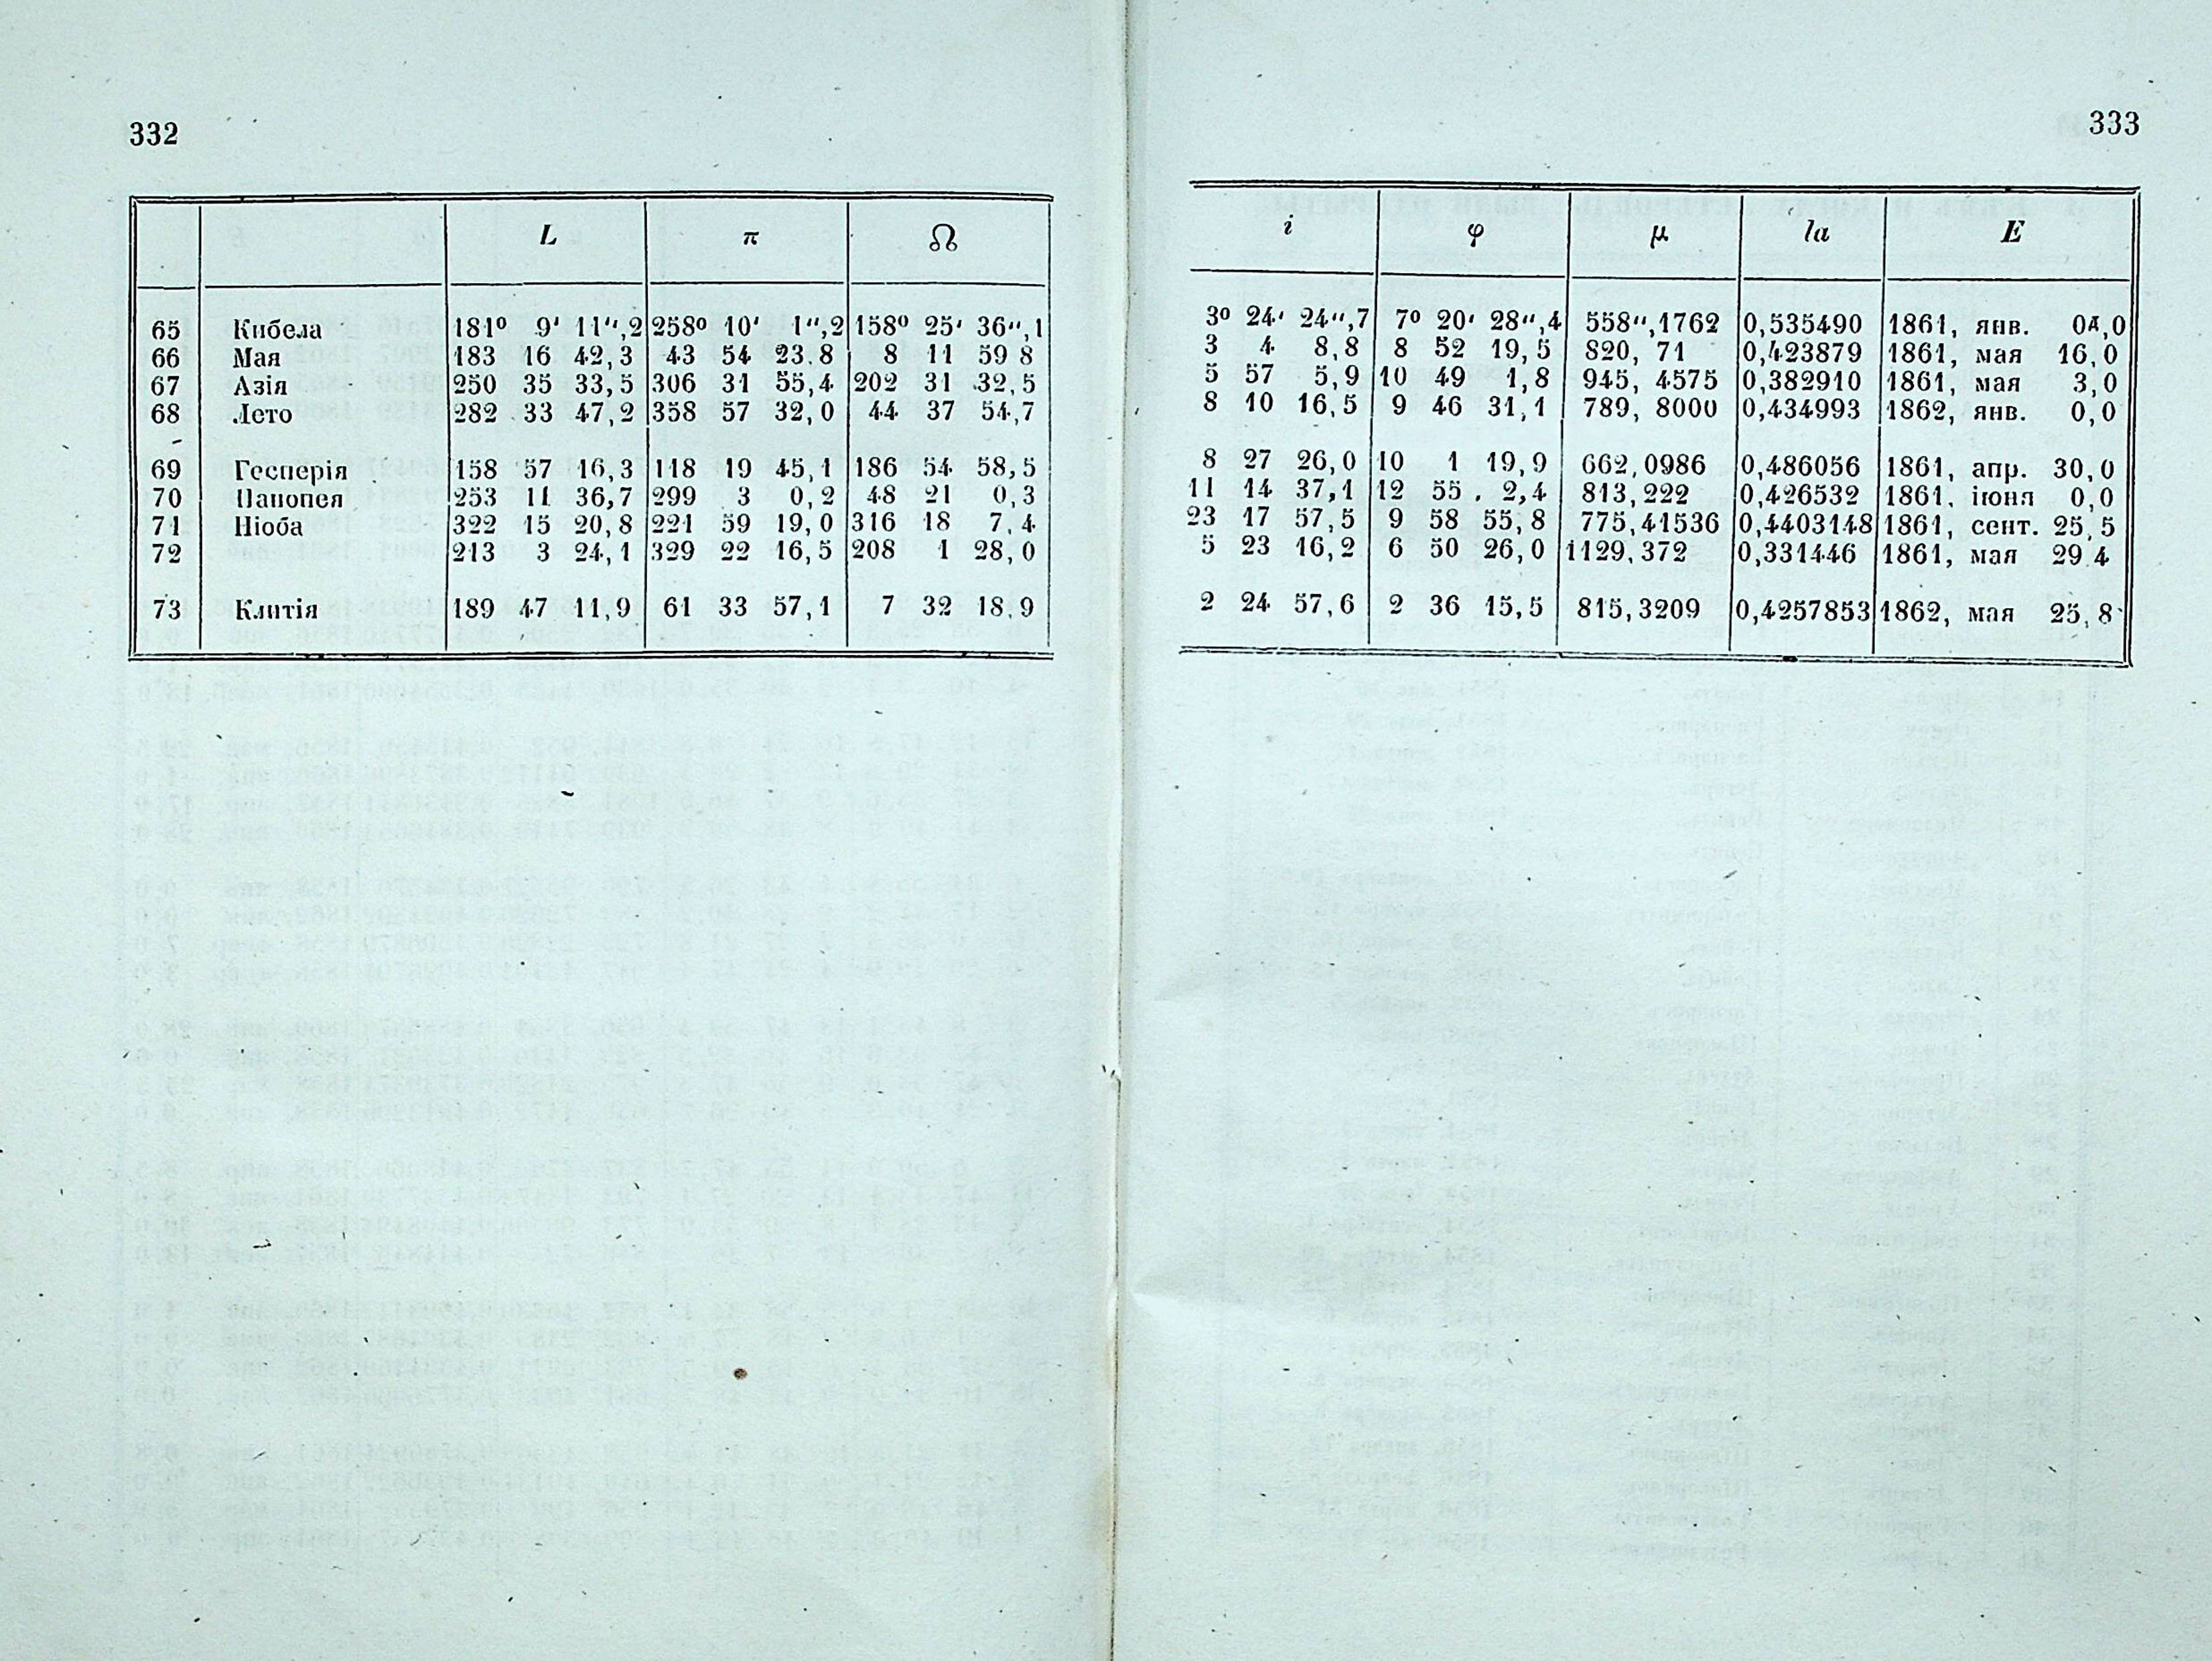 332
L π ☊
65 Кибела 181° 9′ 11″,2 258° 10′ 1″,2 158° 25′ 36″,1
66 Мая 183 16 42,3 43 54 23.8 8 11 59 8
67 Азія 250 35 33,5 306 31 55,4 202 31 32,5
68 Лето 282 33 47,2 358 57 32,0 44 37 54,7
69 Гесперія 158 57 16,3 118 19 45,1 186 54 58,5
70 Панопея 253 11 36,7 299 3 0,2 48 21 0,3
71 Ніоба 322 15 20,8 221 59 19,0 316 18 7,4
72 213 3 24,1 329 22 16,5 208 1 28,0
73 Клитія 189 47 11,9 61 33 57,1 7 32 18,9
333
i φ μ la E
3° 24′ 24″,7 7° 20′ 28″,4 558″,1762 0,535490 1861, янв. 0д,0
3 4 8,8 8 52 19,5 820, 71 0,423879 1861, мая 16,0
5 57 5,9 10 49 1,8 945, 4575 0,382910 1861, мая 3,0
8 10 16,5 9 46 31,1 789, 8000 0,434993 1862, янв. 0,0
8 27 26,0 10 1 19,9 662,0986 0,486056 1861, апр. 30,0
11 14 37,1 12 55 2,4 813,222 0,426532 1861, іюня 0,0
23 17 57,5 9 58 55,8 775,41536 0,4403148 1861, сент. 25,5
5 23 16,2 6 50 26,0 1129,372 0,331446 1861, мая 29.4
2 24 57,6 2 36 15,5 815,3209 0,4257853 1862, мая 25,8